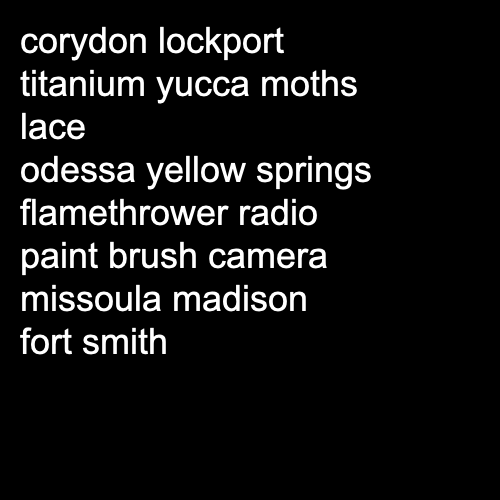 corydon lockport
titanium yucca moths
lace
odessa yellow springs
flamethrower radio
paint brush camera
missoula madison
fort smith